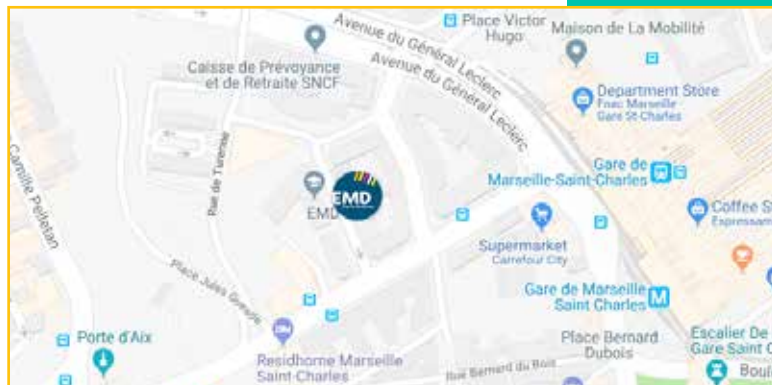 Place Victor
Hugo
Maison de La Mobilité
Avenue du Général Leclerc
Avenue du Général Leclerc
Caisse de Prévoyance
et de Retraite SNCF
Department Store
Fnac Marseille
Gare St-Charles
Camille Pelletan
Rue de Turenne
Gare de
Marseille-Saint-Charles
EMD
EMD
Coffee S
Expressam
Supermarket
Carrefour City
Place Jules Guesde
Gare de Marseille
Saint Charles
M
Porte d'Aix
Residhome Marseille
Saint-Charles
Place Bernard
Dubois
Rue Bernard du Bois
Escalier De
Gare Saint C
Boul